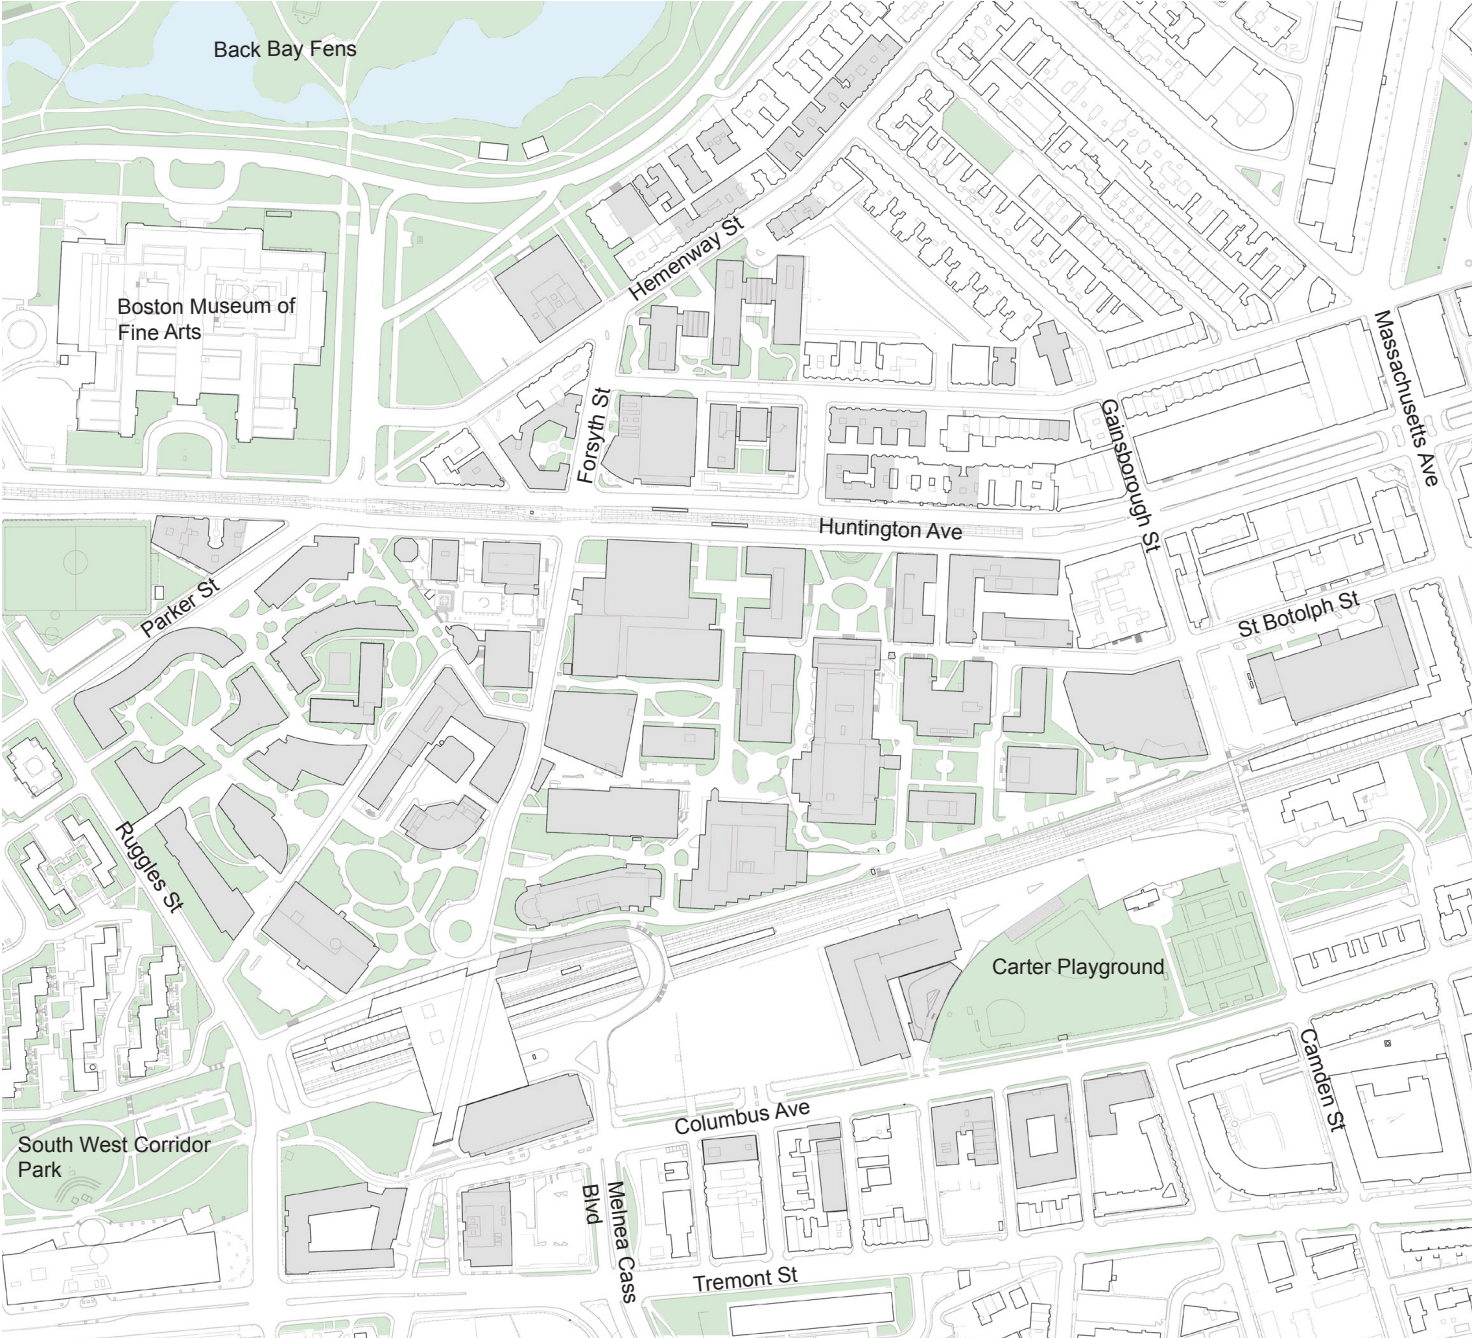 Back Bay Fens
Hemenway St
Boston Museum of
Fine Arts
Massachusetts Ave
Forsyth St
Gainsborough St
Huntington Ave
Parker St
St Botolph St
Ruggles St
Carter Playground
Camden St
Columbus Ave
South West Corridor
Park
Melnea Cass
Blvd
Tremont St